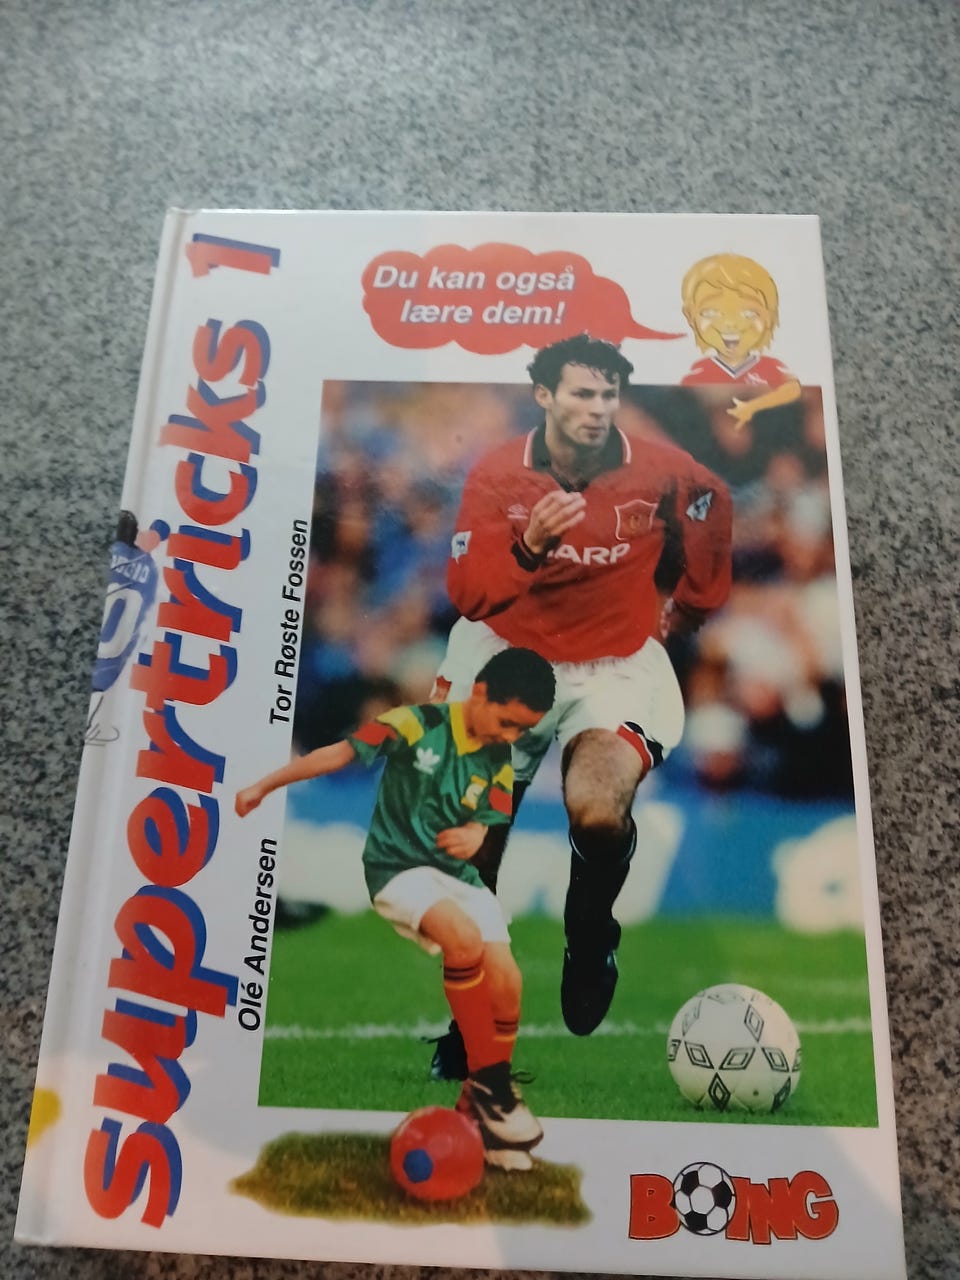 Du kan også
lære dem!
supertricks 1
Tor Røste Fossen
Olé Andersen
ARP
BOING